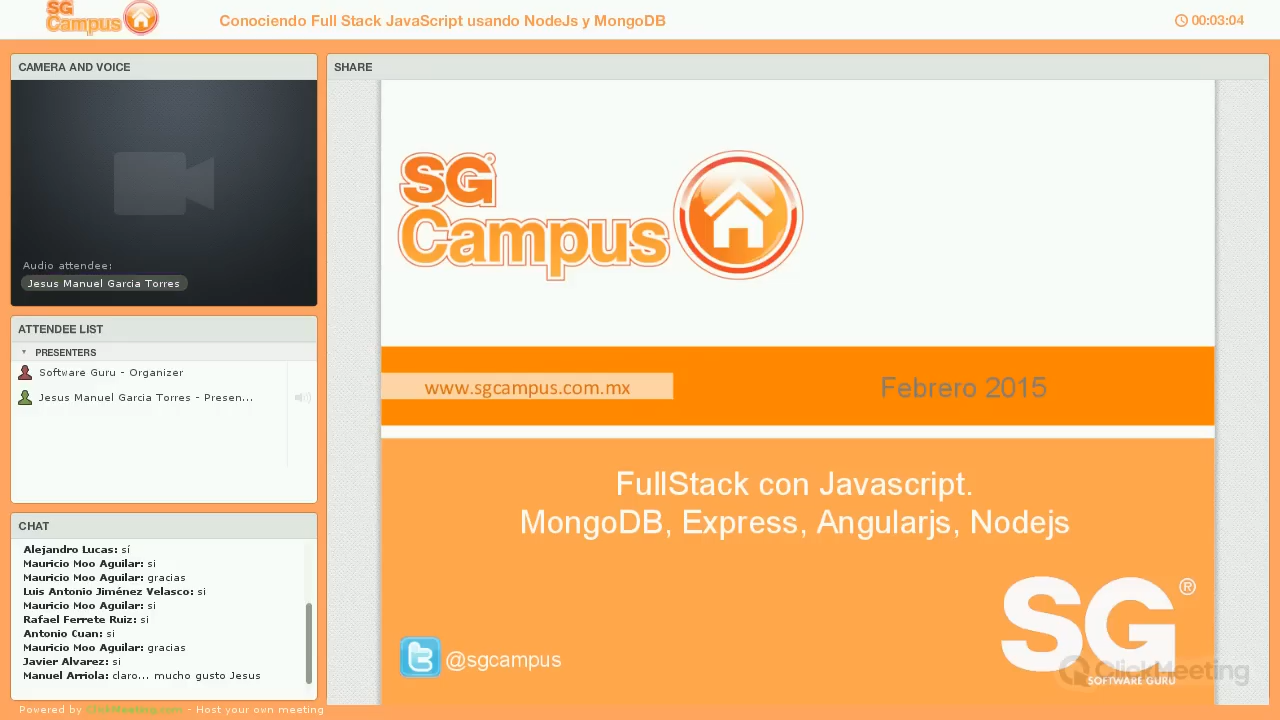 SG
Campus
Conociendo Full Stack JavaScript usando NodeJs y MongoDB
00:03:04
CAMERA AND VOICE
Audio attendee:
Jesus Manuel Garcia Torres
ATTENDEE LIST
PRESENTERS
Software Guru - Organizer
Jesus Manuel Garcia Torres - Presen...
CHAT
Alejandro Lucas: sí
Mauricio Moo Aguilar: si
Mauricio Moo Aguilar: gracias
Luis Antonio Jiménez Velasco: si
Mauricio Moo Aguilar: si
Rafael Ferrete Ruiz: si
Antonio Cuan: si
Mauricio Moo Aguilar: gracias
Javier Alvarez: si
Manuel Arriola: claro... mucho gusto Jesus
Powered by ClickMeeting.com - Host your own meeting
SHARE
SG
Campus
www.sgcampus.com.mx
Febrero 2015
FullStack con Javascript.
MongoDB, Express, Angularjs, Nodejs
@sgcampus
SG®
SOFTWARE GURU
ClickMeeting